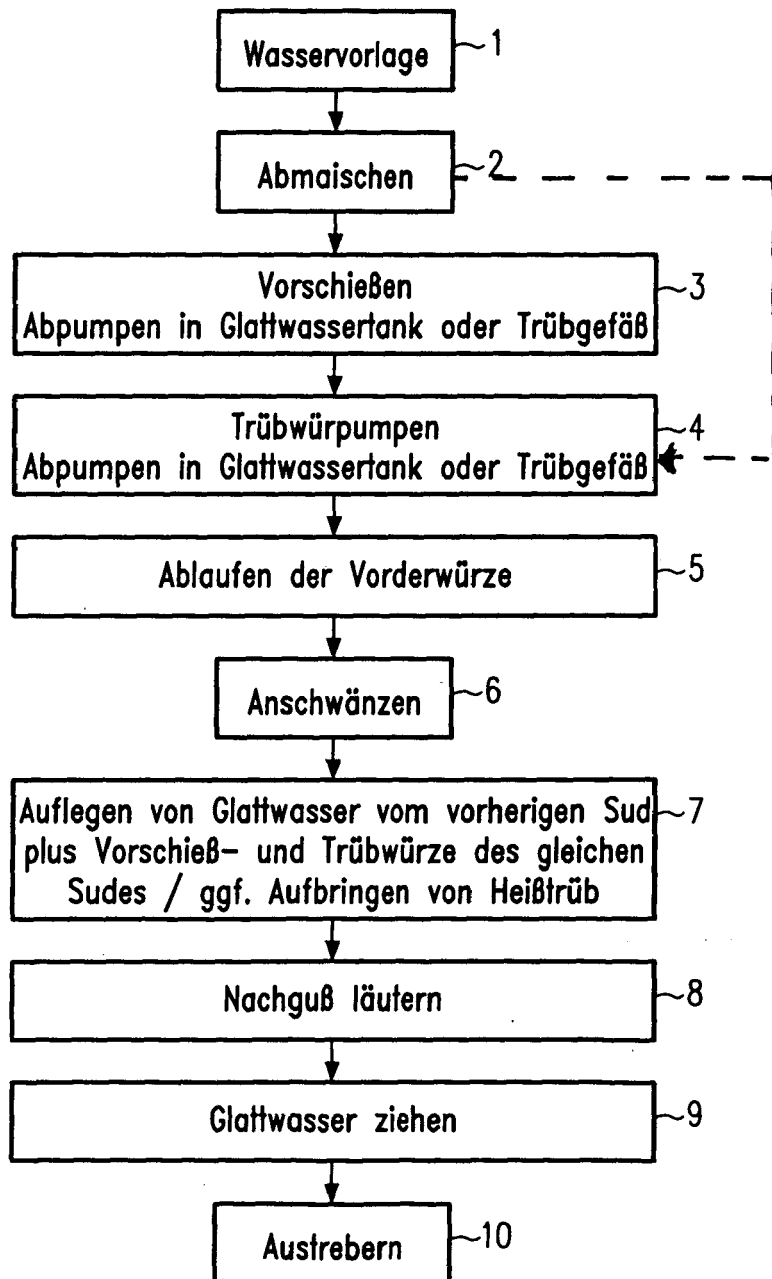 Wasservorlage
1
Abmaischen
2
Vorschießen
Abpumpen in Glattwassertank oder Trübgefäß
3
Trübwürpumpen
Abpumpen in Glattwassertank oder Trübgefäß
4
Ablaufen der Vorderwürze
5
Anschwänzen
6
Auflegen von Glattwasser vom vorherigen Sud
plus Vorschieß- und Trübwürze des gleichen
Sudes / ggf. Aufbringen von Heißtrüb
7
Nachguß läutern
8
Glattwasser ziehen
9
Austrebern
10